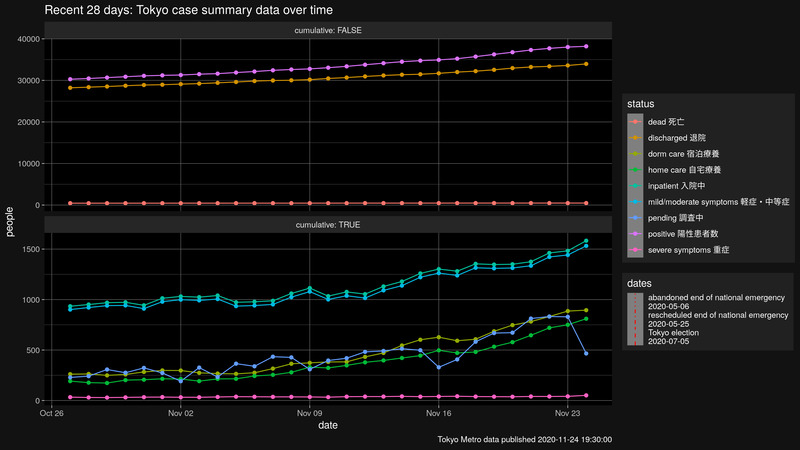 Recent 28 days: Tokyo case summary data over time
cumulative: FALSE
40000
30000
20000
10000
0
cumulative: TRUE
1500
1000
500
0
people
Oct 26
Nov 02
Nov 09
Nov 16
Nov 23
date
Tokyo Metro data published 2020-11-24 19:30:00
status
dead 死亡
discharged 退院
dorm care 宿泊療養
home care 自宅療養
inpatient 入院中
mild/moderate symptoms 軽症・中等症
pending 調査中
positive 陽性患者数
severe symptoms 重症
dates
abandoned end of national emergency
2020-05-06
rescheduled end of national emergency
2020-05-25
Tokyo election
2020-07-05